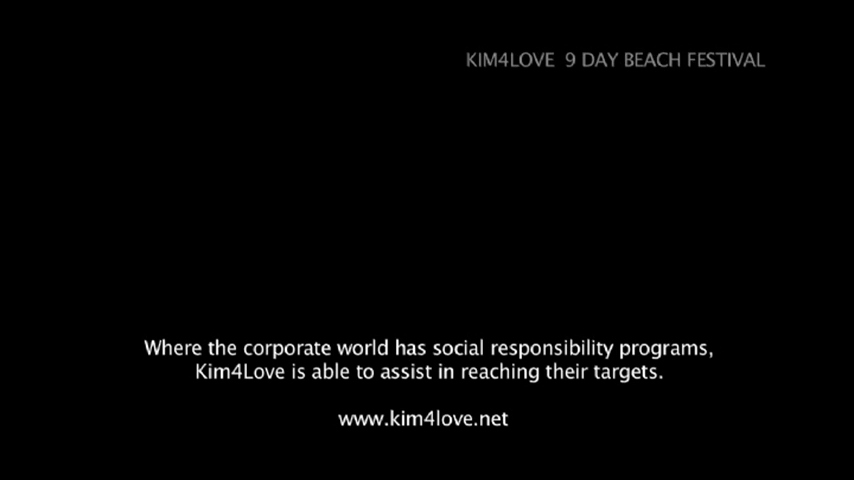 KIM4LOVE 9 DAY BEACH FESTIVAL
Where the corporate world has social responsibility programs,
Kim4Love is able to assist in reaching their targets.
www.kim4love.net